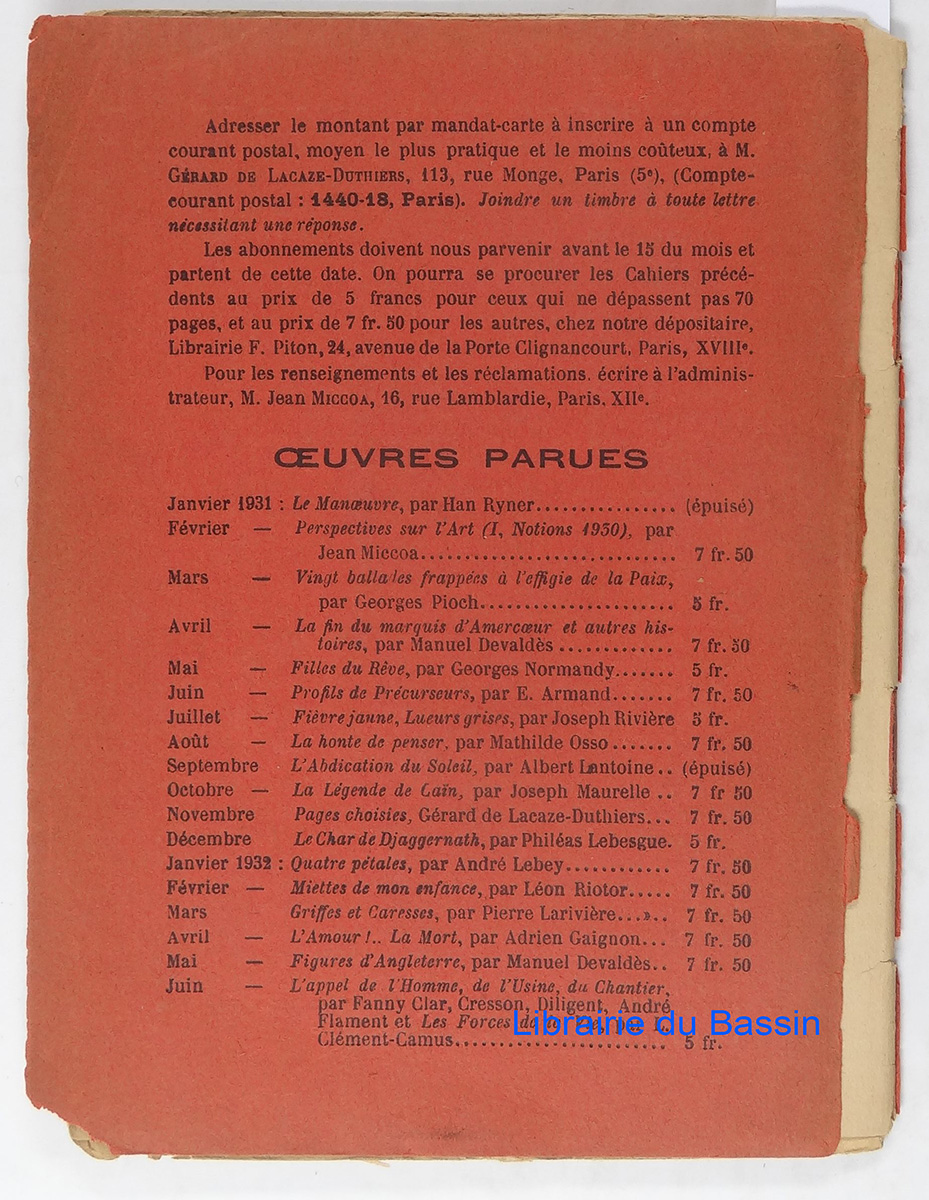 Adresser le montant par mandat-carte à inscrire à un compte
courant postal, moyen le plus pratique et le moins coûteux, à M.
GÉRARD DE LACAZE-DUTHIERS, 113, rue Monge, Paris (5e), (Compte-
courant postal : 1440-18, Paris). Joindre un timbre à toute lettre
nécessitant une réponse.
Les abonnements doivent nous parvenir avant le 15 du mois et
partent de cette date. On pourra se procurer les Cahiers précé-
dents au prix de 5 francs pour ceux qui ne dépassent pas 70
pages, et au prix de 7 fr. 50 pour les autres, chez notre dépositaire,
Librairie F. Piton, 24, avenue de la Porte Clignancourt, Paris, XVIIIe.
Pour les renseignements et les réclamations. écrire à l'adminis-
trateur, M. Jean MICCOA, 16, rue Lamblardie, Paris. XIIe.
ŒUVRES PARUES
Janvier 1931 : Le Manœuvre, par Han Ryner................ (épuisé)
Février — Perspectives sur l'Art (I, Notions 1930), par
Jean Miccoa............................ 7 fr. 50
Mars — Vingt ballades frappées à l'effigie de la Paix,
par Georges Pioch...................... 5 fr.
Avril — La fin du marquis d'Amercœur et autres his-
toires, par Manuel Devaldès ............. 7 fr. 50
Mai — Filles du Rêve, par Georges Normandy....... 5 fr.
Juin — Profils de Précurseurs, par E. Armand....... 7 fr. 50
Juillet — Fièvre jaune, Lueurs grises, par Joseph Rivière 5 fr.
Août — La honte de penser, par Mathilde Osso ....... 7 fr. 50
Septembre L'Abdication du Soleil, par Albert Lantoine .. (épuisé)
Octobre — La Légende de Caïn, par Joseph Maurelle .. 7 fr 50
Novembre Pages choisies, Gérard de Lacaze-Duthiers... 7 fr. 50
Décembre Le Char de Djaggernath, par Philéas Lebesgue. 5 fr.
Janvier 1932 : Quatre pétales, par André Lebey............ 7 fr. 50
Février — Miettes de mon enfance, par Léon Riotor..... 7 fr. 50
Mars Griffes et Caresses, par Pierre Larivière...».. 7 fr. 50
Avril — L'Amour !.. La Mort, par Adrien Gaignon... 7 fr. 50
Mai — Figures d'Angleterre, par Manuel Devaldès.. 7 fr. 50
Juin — L'appel de l'Homme, de l'Usine, du Chantier,
par Fanny Clar, Cresson, Diligent, André
Flament et Les Forces
Clément-Camus........................ 5 fr.
Librairie du Bassin